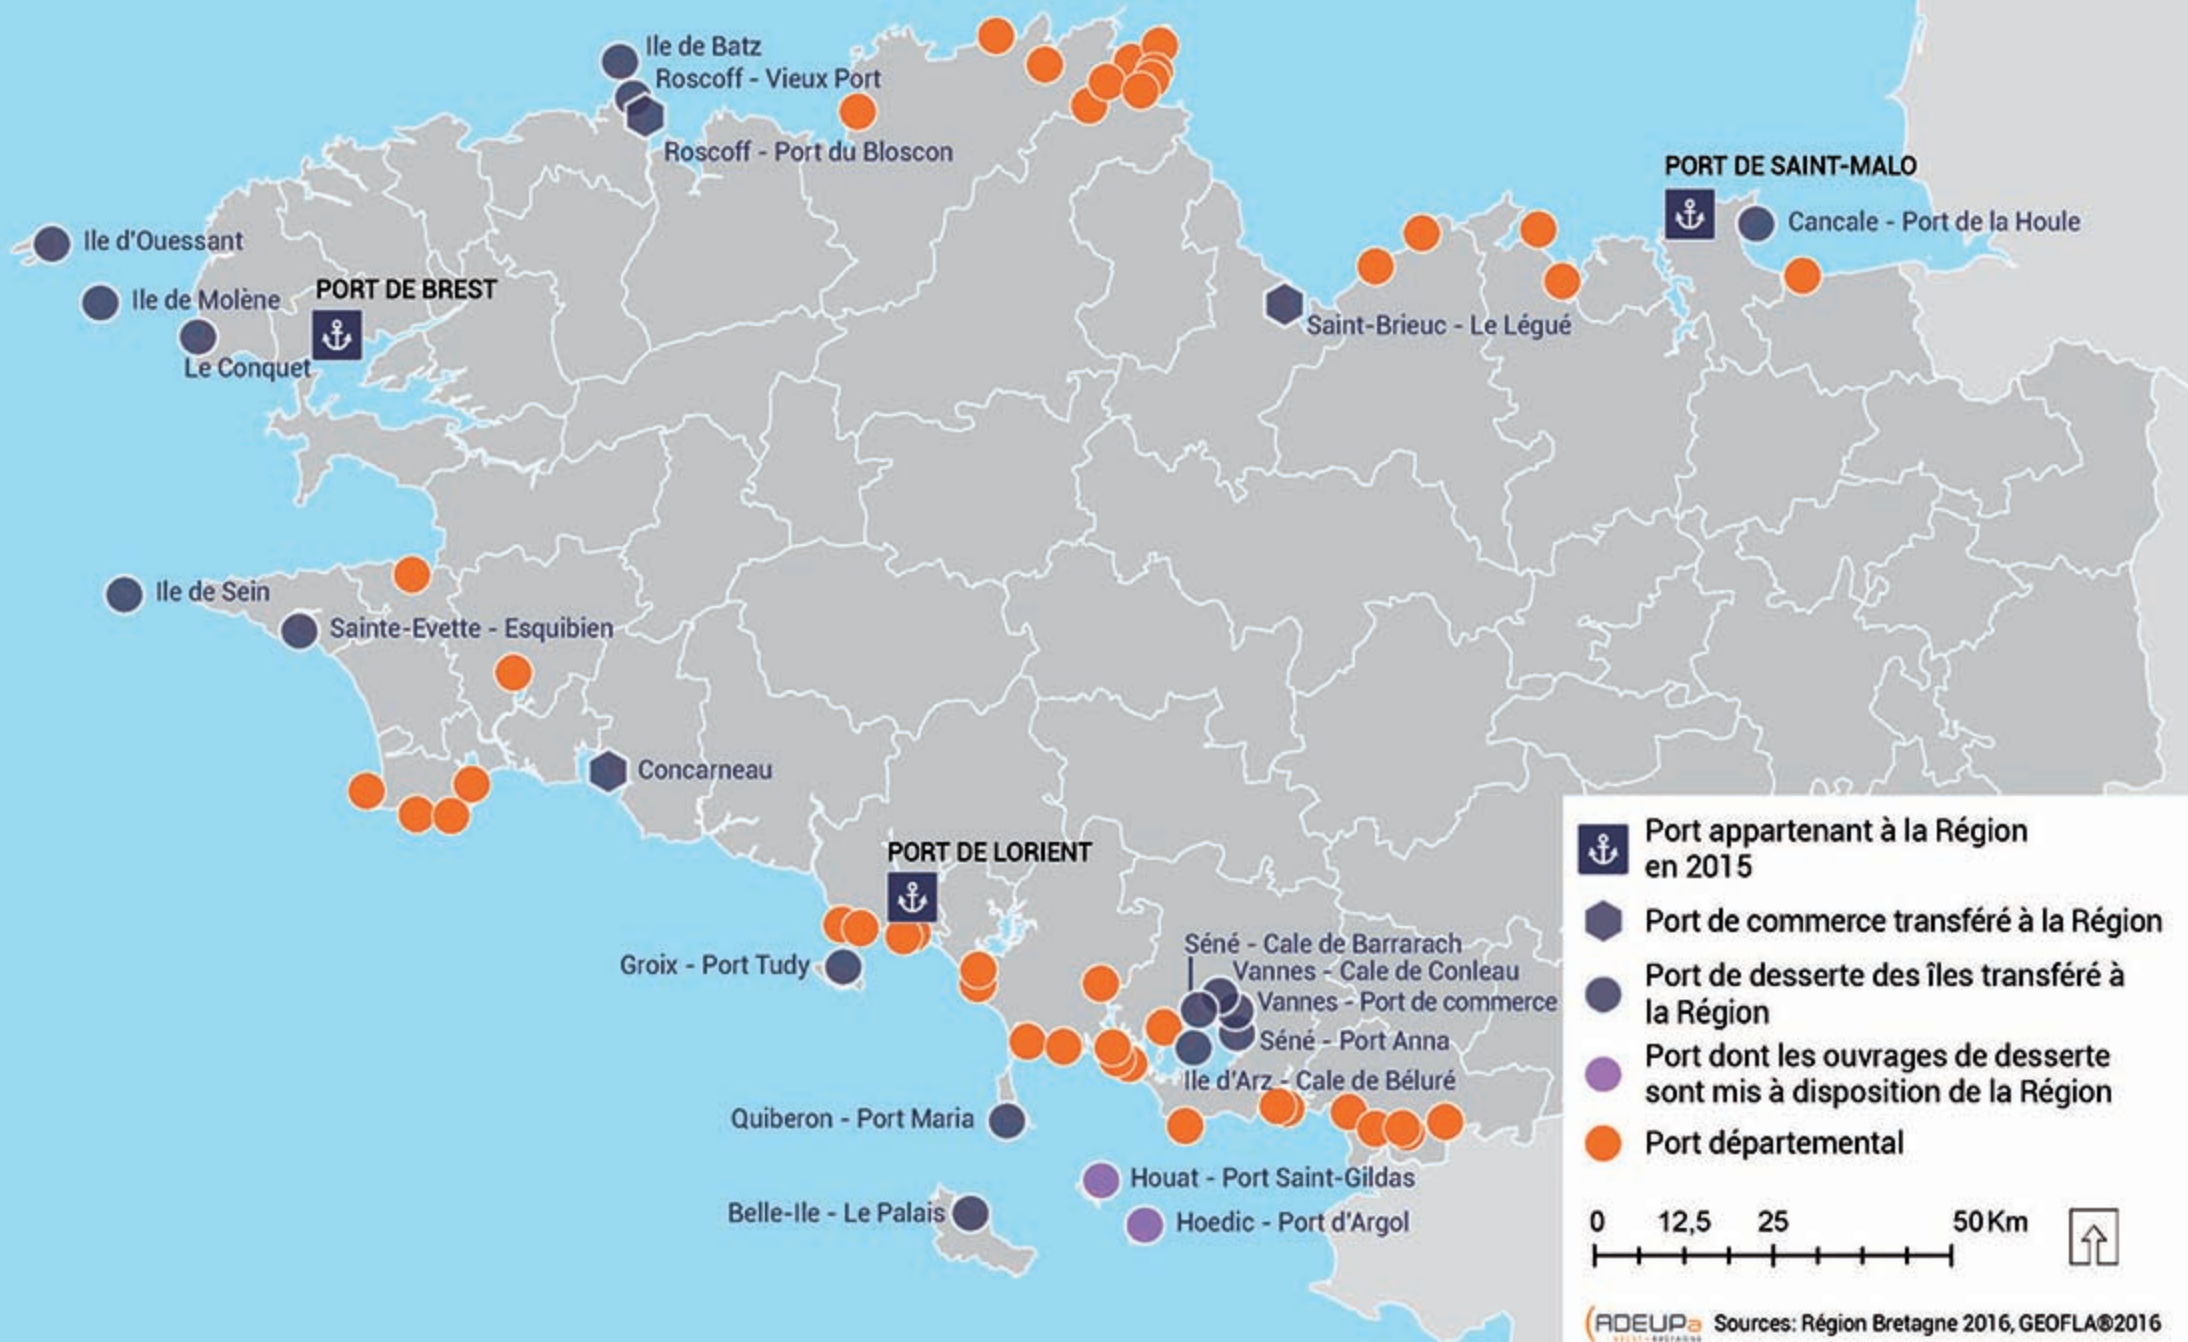 Ile de Batz
Roscoff - Vieux Port
Roscoff - Port du Bloscon
PORT DE SAINT-MALO
Cancale - Port de la Houle
Ile d'Ouessant
PORT DE BREST
Ile de Molène
Le Conquet
Saint-Brieuc - Le Légué
Ile de Sein
Sainte-Evette - Esquibien
Concarneau
PORT DE LORIENT
Groix - Port Tudy
Séné - Cale de Barrarach
Vannes - Cale de Conleau
Vannes - Port de commerce
Séné - Port Anna
Ile d'Arz - Cale de Béluré
Quiberon - Port Maria
Houat - Port Saint-Gildas
Belle-Ile - Le Palais
Hoedic - Port d'Argol
Port appartenant à la Région
en 2015
Port de commerce transféré à la Région
Port de desserte des îles transféré à
la Région
Port dont les ouvrages de desserte
sont mis à disposition de la Région
Port départemental
0 12,5 25 50 Km
ADEUPa
BREST • BRETAGNE
Sources: Région Bretagne 2016, GEOFLA®2016